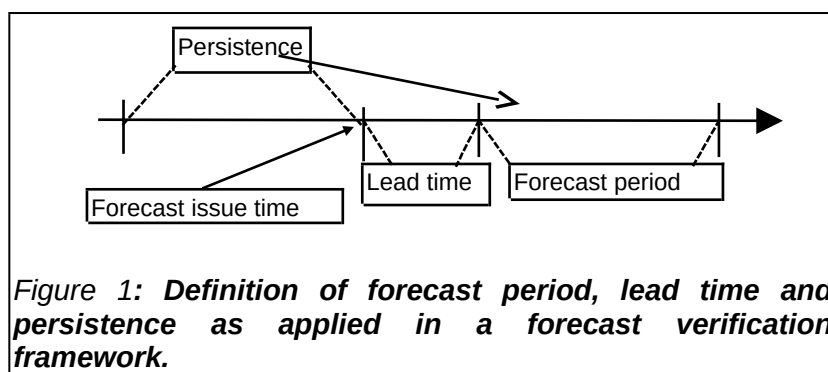 Persistence
Lead time
Forecast period
Forecast issue time
Figure 1: Definition of forecast period, lead time and
persistence as applied in a forecast verification
framework.